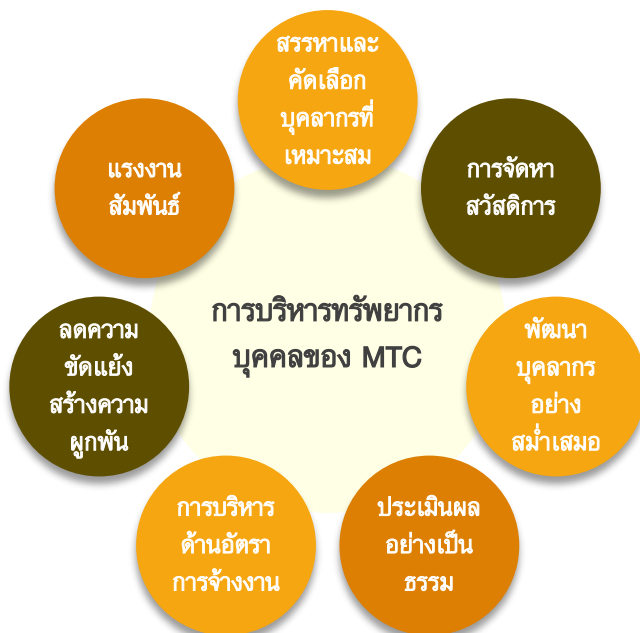 สรรหาและ
คัดเลือก
บุคลากรที่
เหมาะสม
การจัดหา
สวัสดิการ
พัฒนา
บุคลากร
อย่าง
สม่ำเสมอ
ประเมินผล
อย่างเป็น
ธรรม
การบริหาร
ด้านอัตรา
การจ้างงาน
ลดความ
ขัดแย้ง
สร้างความ
ผูกพัน
แรงงาน
สัมพันธ์
การบริหารทรัพยากร
บุคคลของ MTC